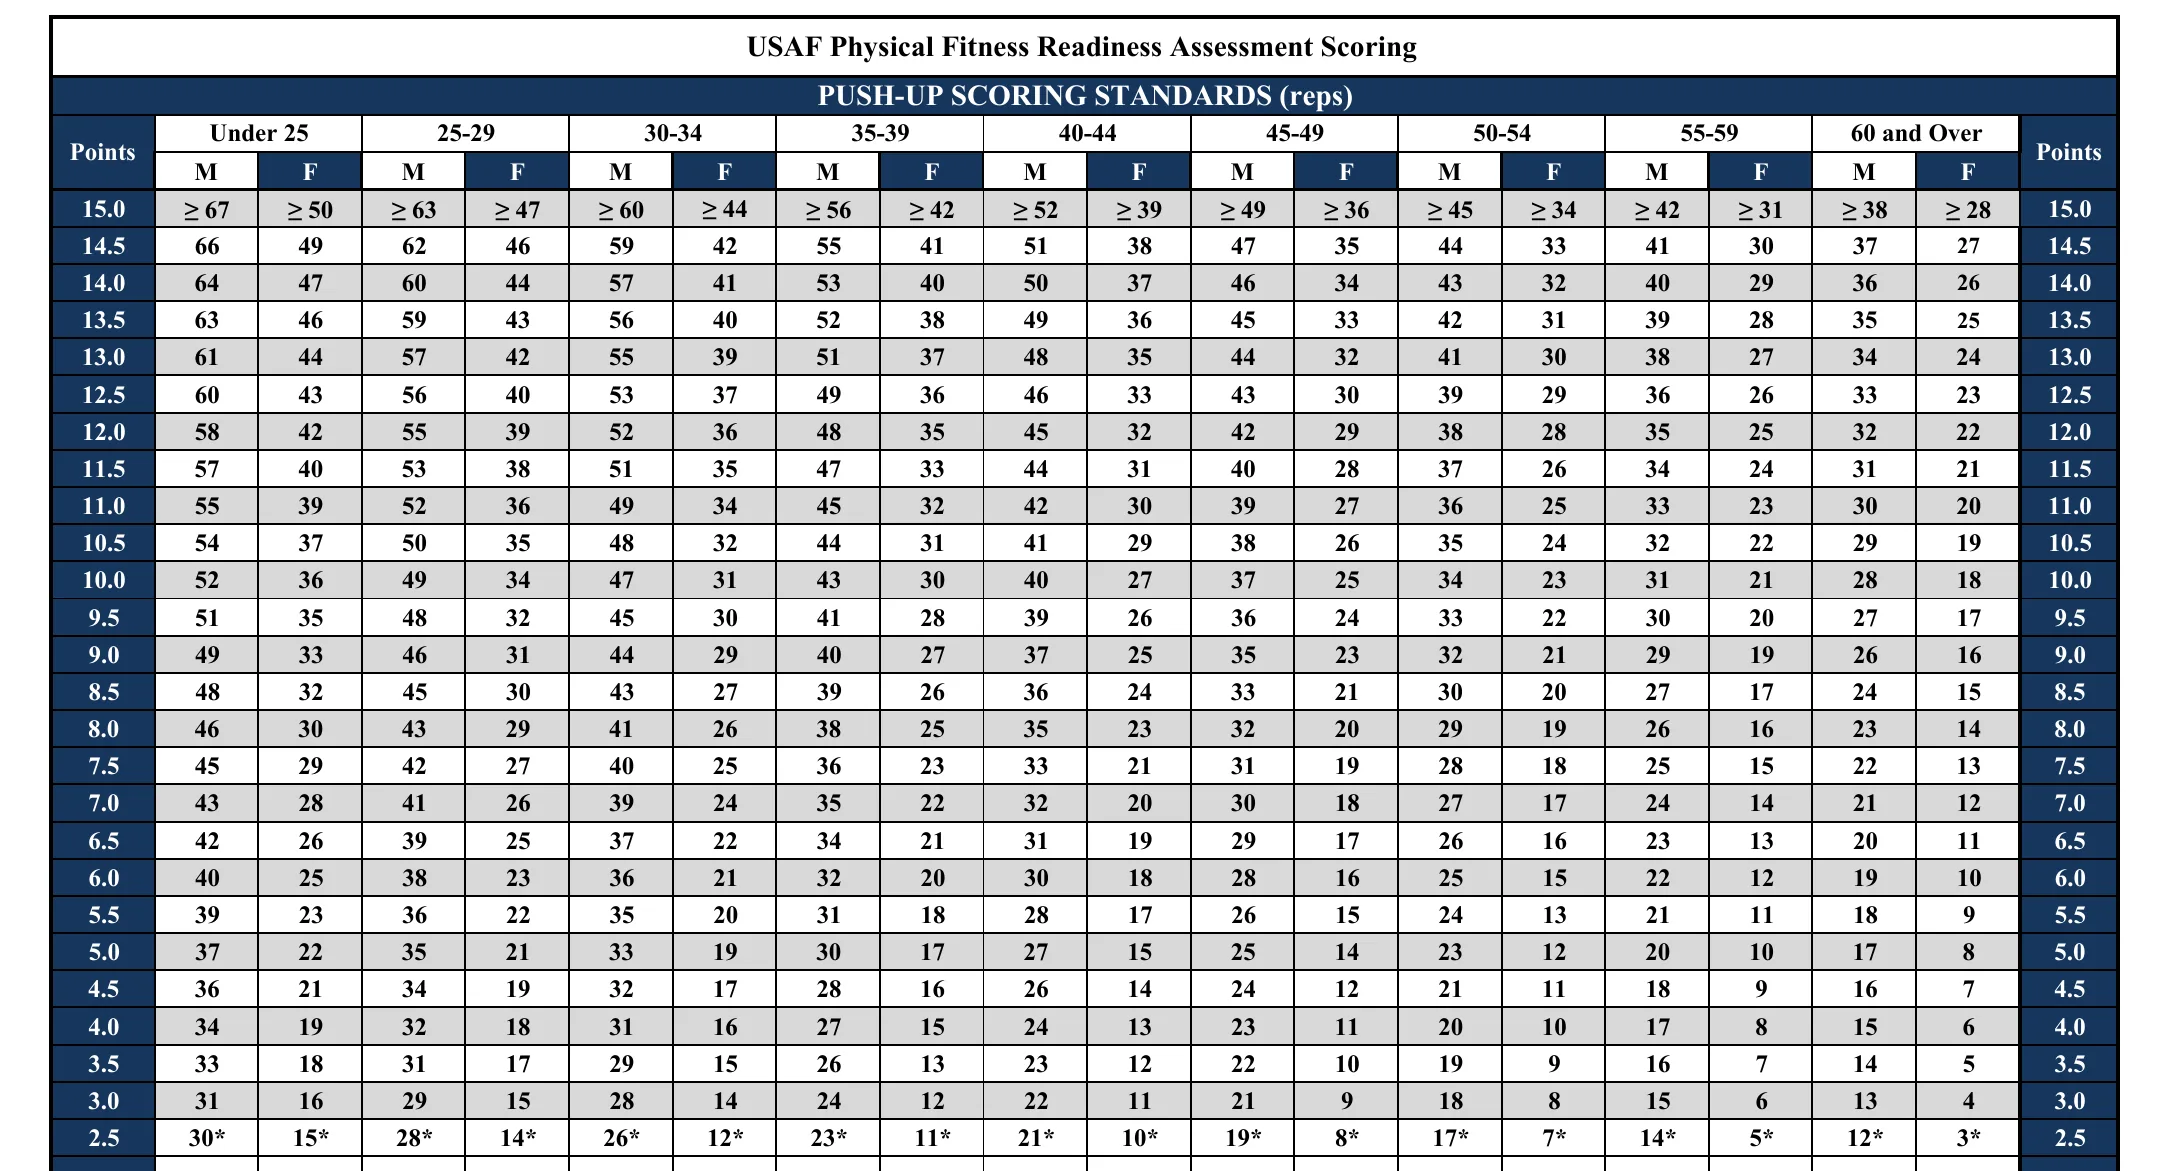 USAF Physical Fitness Readiness Assessment Scoring
PUSH-UP SCORING STANDARDS (reps)
Points Under 25 25-29 30-34 35-39 40-44 45-49 50-54 55-59 60 and Over Points
M F M F M F M F M F M F M F M F M F
15.0 ≥ 67 ≥ 50 ≥ 63 ≥ 47 ≥ 60 ≥ 44 ≥ 56 ≥ 42 ≥ 52 ≥ 39 ≥ 49 ≥ 36 ≥ 45 ≥ 34 ≥ 42 ≥ 31 ≥ 38 ≥ 28 15.0
14.5 66 49 62 46 59 42 55 41 51 38 47 35 44 33 41 30 37 27 14.5
14.0 64 47 60 44 57 41 53 40 50 37 46 34 43 32 40 29 36 26 14.0
13.5 63 46 59 43 56 40 52 38 49 36 45 33 42 31 39 28 35 25 13.5
13.0 61 44 57 42 55 39 51 37 48 35 44 32 41 30 38 27 34 24 13.0
12.5 60 43 56 40 53 37 49 36 46 33 43 30 39 29 36 26 33 23 12.5
12.0 58 42 55 39 52 36 48 35 45 32 42 29 38 28 35 25 32 22 12.0
11.5 57 40 53 38 51 35 47 33 44 31 40 28 37 26 34 24 31 21 11.5
11.0 55 39 52 36 49 34 45 32 42 30 39 27 36 25 33 23 30 20 11.0
10.5 54 37 50 35 48 32 44 31 41 29 38 26 35 24 32 22 29 19 10.5
10.0 52 36 49 34 47 31 43 30 40 27 37 25 34 23 31 21 28 18 10.0
9.5 51 35 48 32 45 30 41 28 39 26 36 24 33 22 30 20 27 17 9.5
9.0 49 33 46 31 44 29 40 27 37 25 35 23 32 21 29 19 26 16 9.0
8.5 48 32 45 30 43 27 39 26 36 24 33 21 30 20 27 17 24 15 8.5
8.0 46 30 43 29 41 26 38 25 35 23 32 20 29 19 26 16 23 14 8.0
7.5 45 29 42 27 40 25 36 23 33 21 31 19 28 18 25 15 22 13 7.5
7.0 43 28 41 26 39 24 35 22 32 20 30 18 27 17 24 14 21 12 7.0
6.5 42 26 39 25 37 22 34 21 31 19 29 17 26 16 23 13 20 11 6.5
6.0 40 25 38 23 36 21 32 20 30 18 28 16 25 15 22 12 19 10 6.0
5.5 39 23 36 22 35 20 31 18 28 17 26 15 24 13 21 11 18 9 5.5
5.0 37 22 35 21 33 19 30 17 27 15 25 14 23 12 20 10 17 8 5.0
4.5 36 21 34 19 32 17 28 16 26 14 24 12 21 11 18 9 16 7 4.5
4.0 34 19 32 18 31 16 27 15 24 13 23 11 20 10 17 8 15 6 4.0
3.5 33 18 31 17 29 15 26 13 23 12 22 10 19 9 16 7 14 5 3.5
3.0 31 16 29 15 28 14 24 12 22 11 21 9 18 8 15 6 13 4 3.0
2.5 30* 15* 28* 14* 26* 12* 23* 11* 21* 10* 19* 8* 17* 7* 14* 5* 12* 3* 2.5